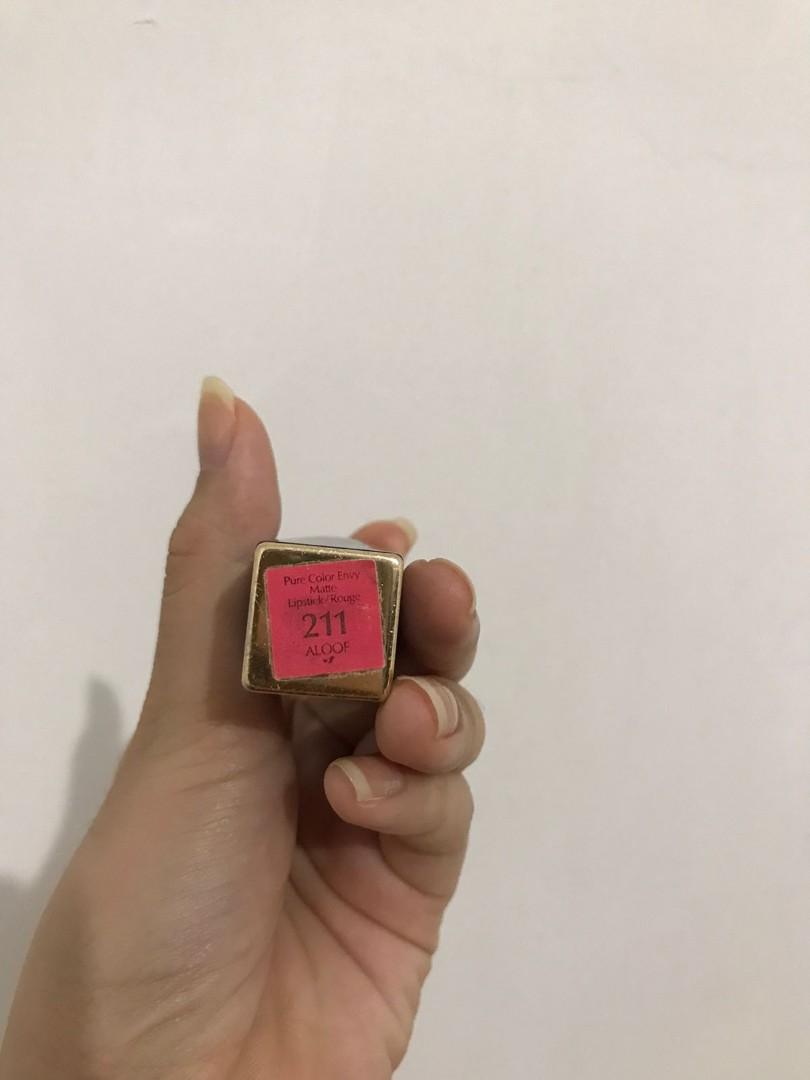 Pure Color Envy
Matte
Lipstick/Rouge
211
ALOOF